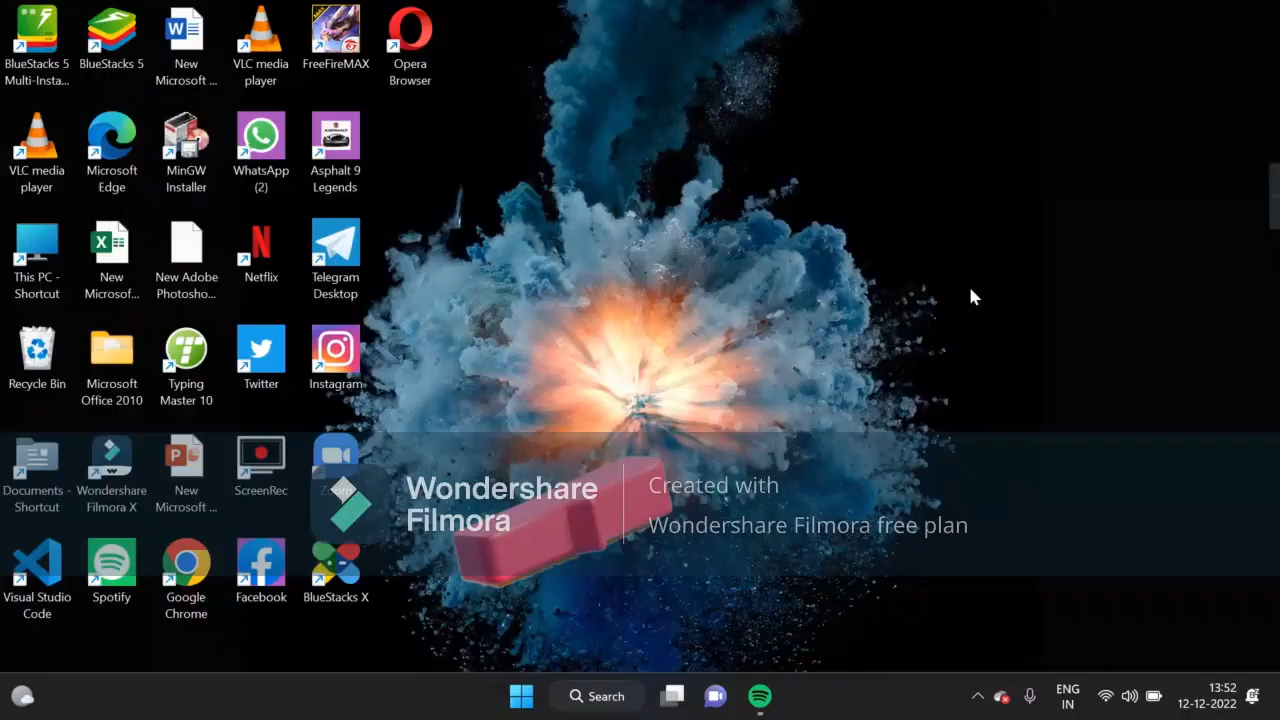 BlueStacks 5
Multi-Insta...
BlueStacks 5
New
Microsoft ...
VLC media
player
FreeFireMAX
Opera
Browser
VLC media
player
Microsoft
Edge
MinGW
Installer
WhatsApp
(2)
ASPHALT
Asphalt 9
Legends
This PC -
Shortcut
New
Microsof...
New Adobe
Photosho...
Netflix
Telegram
Desktop
Recycle Bin
Microsoft
Office 2010
Typing
Master 10
Twitter
Instagram
Documents -
Shortcut
Wondershare
Filmora X
New
Microsoft ...
ScreenRec
Zoom
Wondershare
Filmora
Created with
Wondershare Filmora free plan
Visual Studio
Code
Spotify
Google
Chrome
Facebook
BlueStacks X
Search
ENG
IN
13:52
12-12-2022